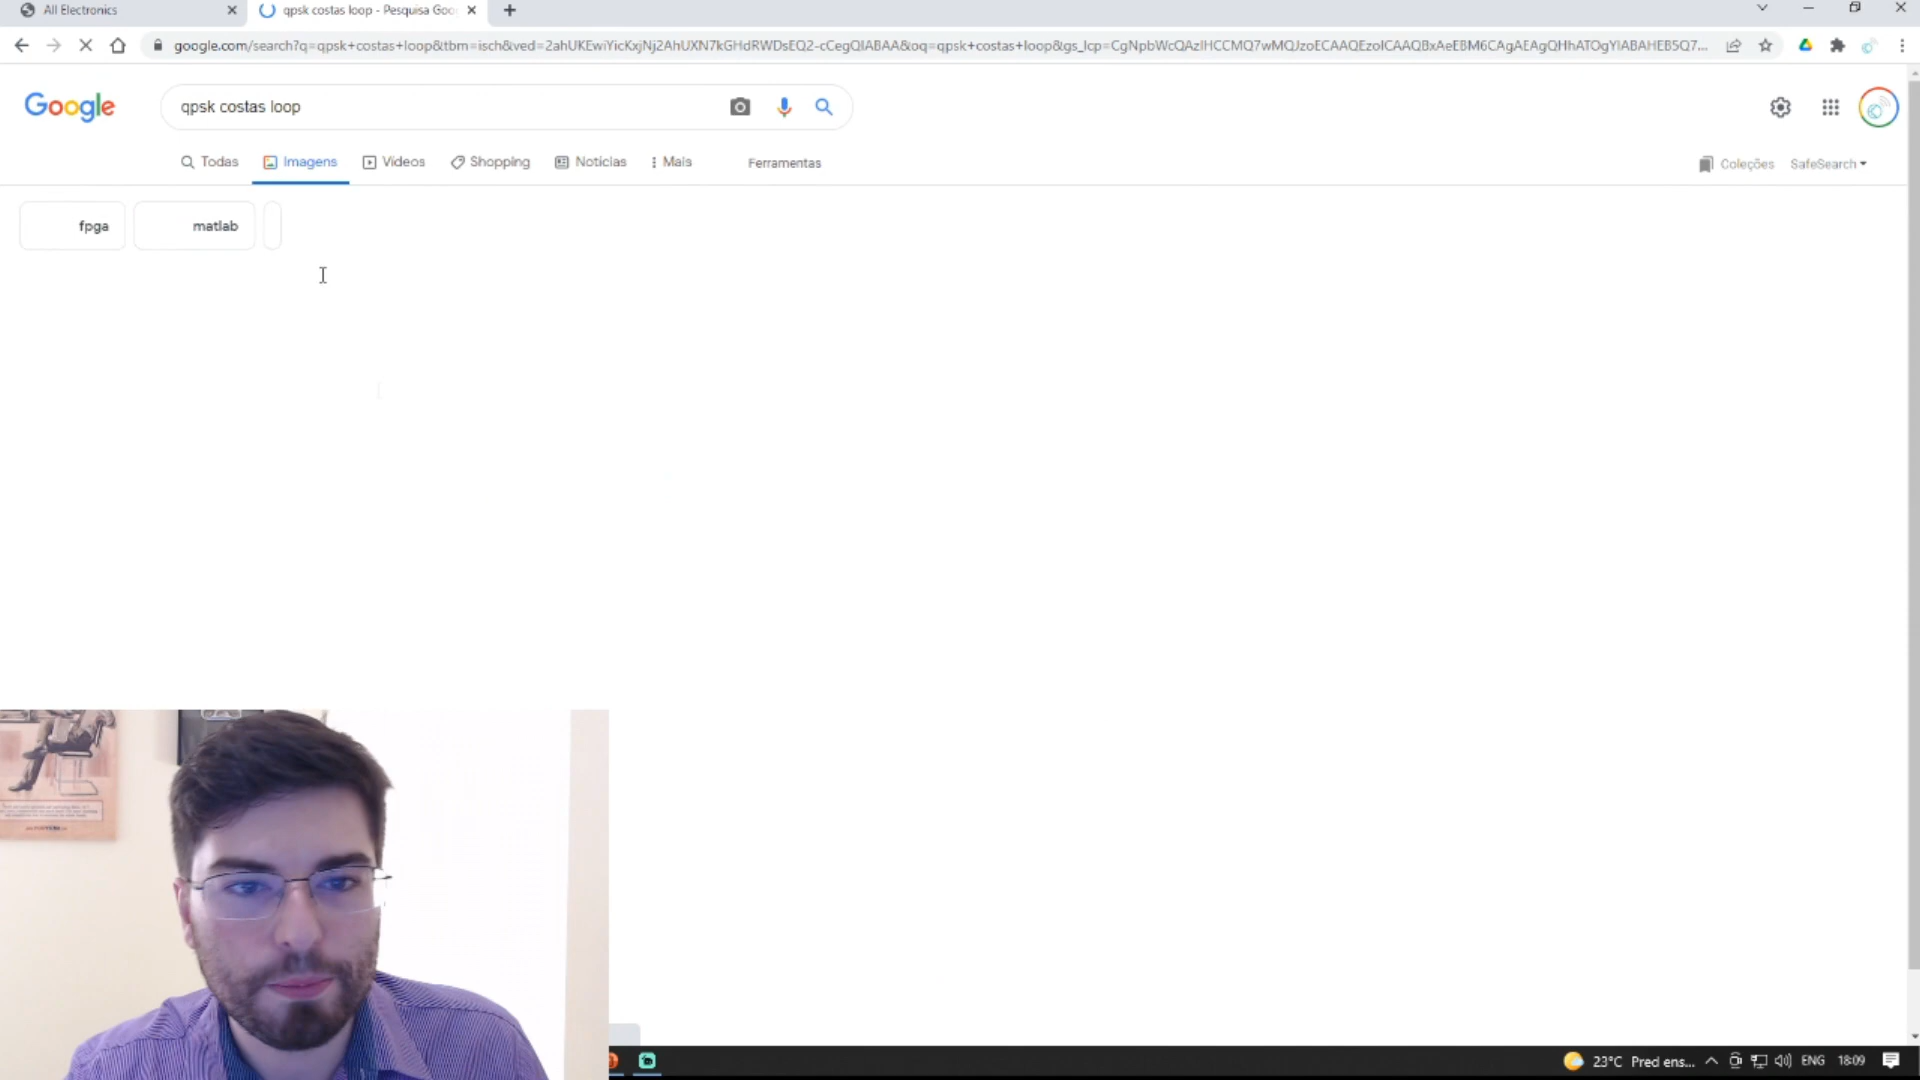 All Electronics
qpsk costas loop - Pesquisa Goo
google.com/search?q=qpsk+costas+loop&tbm=isch&ved=2ahUKEwiYicKxjNj2AhUXN7kGHdRWDsEQ2-cCegQIABAA&oq=qpsk+costas+loop&gs_lcp=CgNpbWcQAzIHCCMQ7wMQJzoECAAQEzoICAAQBxAeEBM6CAgAEAgQHhATOgYIABAHEB5Q7...
Google
qpsk costas loop
Todas
Imagens
Vídeos
Shopping
Notícias
Mais
Ferramentas
Coleções
SafeSearch
fpga
matlab
23°C Pred ens...
ENG
18:09